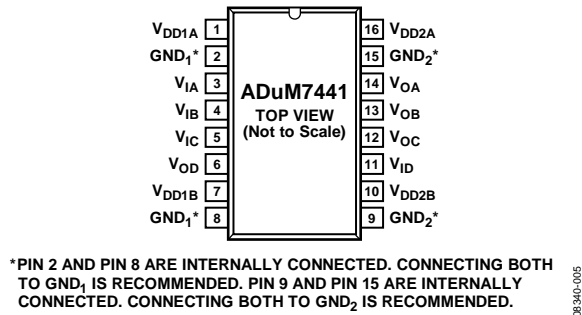 VDD1A 1 16 VDD2A
GND1* 2 15 GND2*
VIA 3 14 VOA
VIB 4 13 VOB
VIC 5 12 VOC
VOD 6 11 VID
VDD1B 7 10 VDD2B
GND1* 8 9 GND2*
ADuM7441
TOP VIEW
(Not to Scale)
*PIN 2 AND PIN 8 ARE INTERNALLY CONNECTED. CONNECTING BOTH
TO GND1 IS RECOMMENDED. PIN 9 AND PIN 15 ARE INTERNALLY
CONNECTED. CONNECTING BOTH TO GND2 IS RECOMMENDED.
08340-005